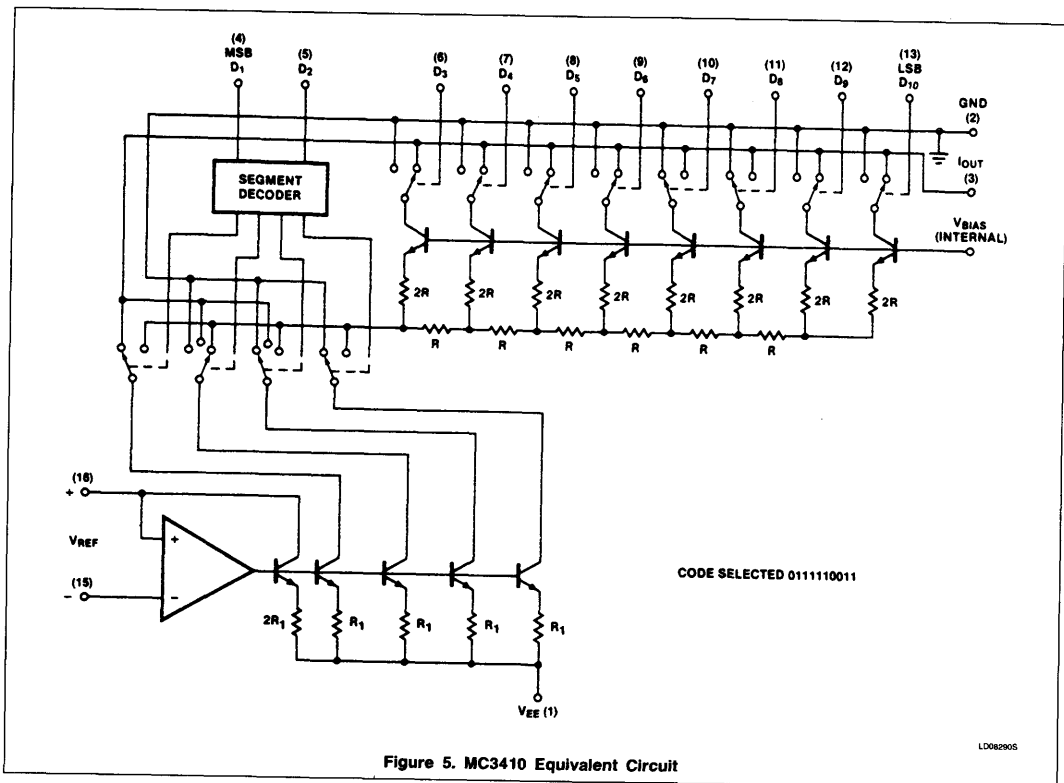 (4)
MSB
D1
(5)
D2
(6)
D3
(7)
D4
(8)
D5
(9)
D6
(10)
D7
(11)
D8
(12)
D9
(13)
LSB
D10
GND
(2)
IOUT
(3)
VBIAS
(INTERNAL)
SEGMENT
DECODER
2R 2R 2R 2R 2R 2R 2R 2R
R R R R R R
(16)
+
VREF
(15)
−
+
−
2R1 R1 R1 R1 R1
CODE SELECTED 0111110011
VEE (1)
LD08290S
Figure 5. MC3410 Equivalent Circuit